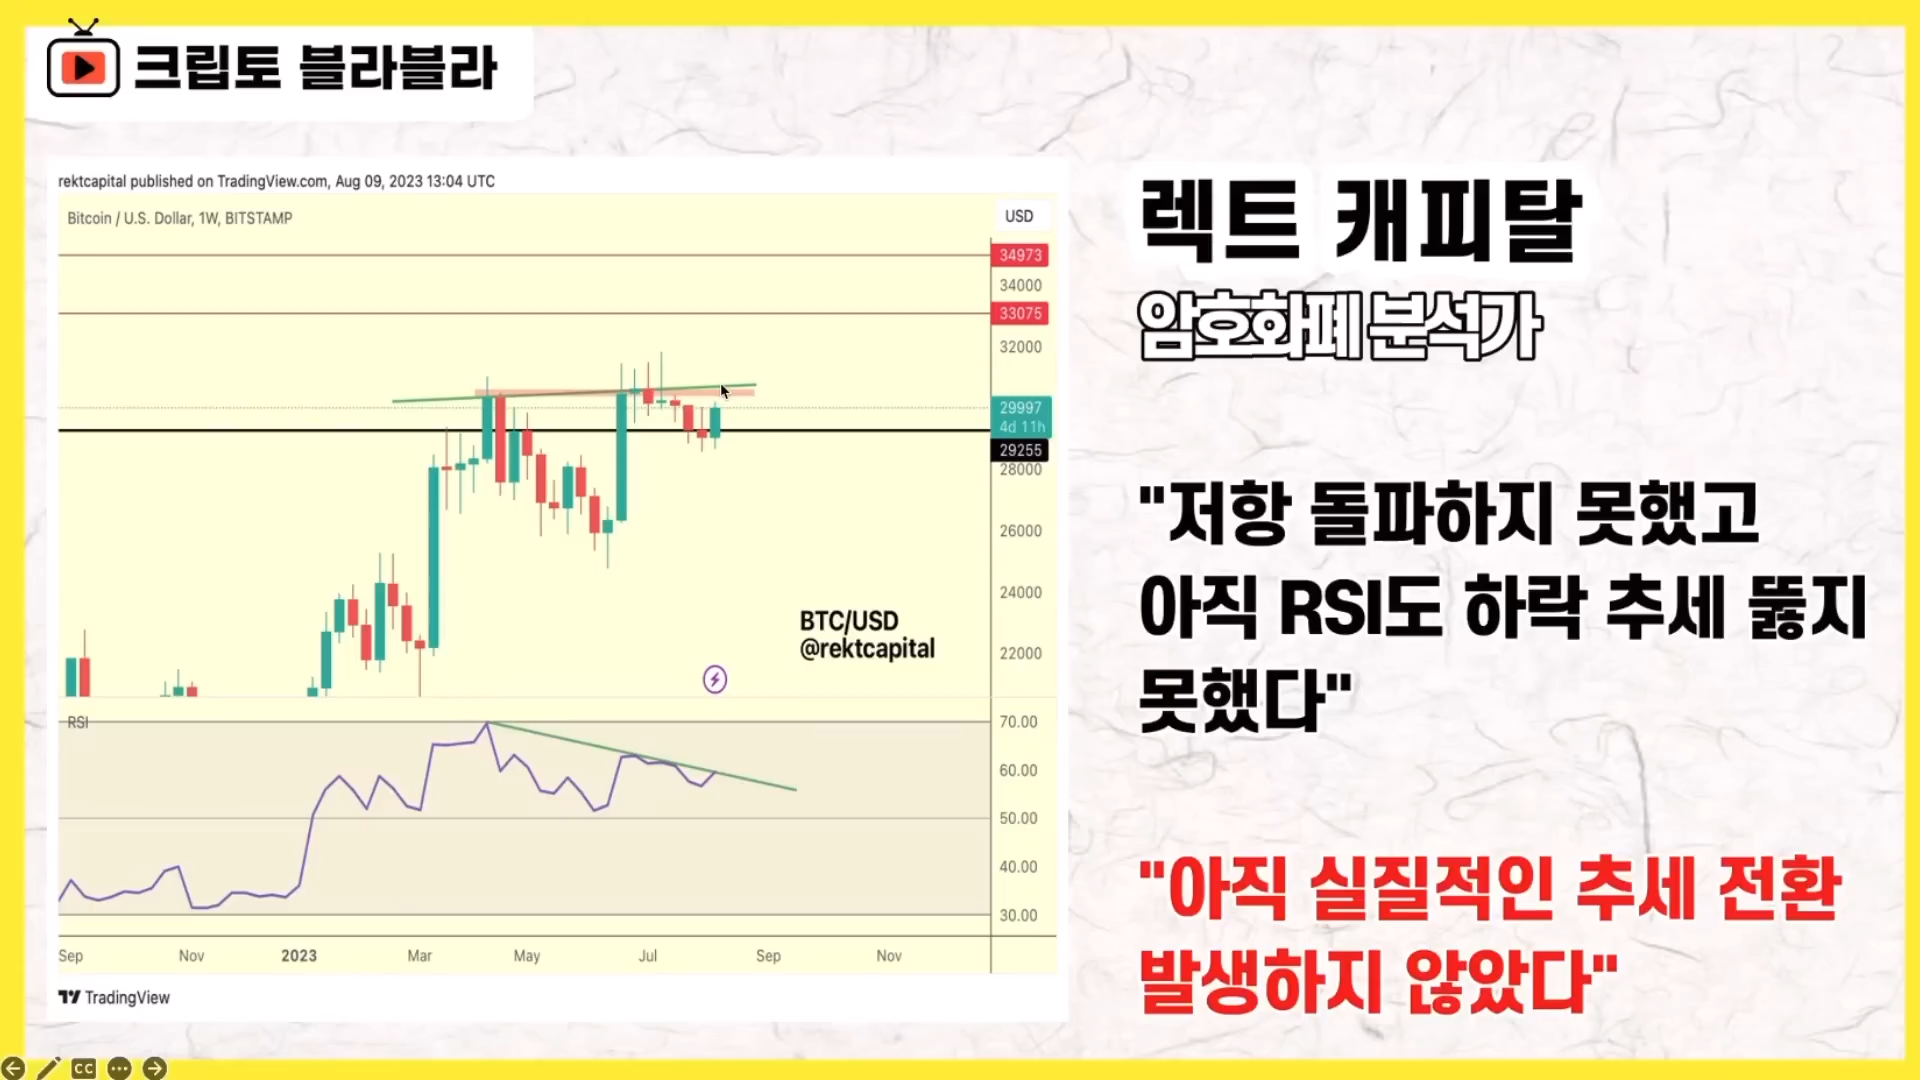 크립토 블라블라
rektcapital published on TradingView.com, Aug 09, 2023 13:04 UTC
Bitcoin / U.S. Dollar, 1W, BITSTAMP
USD
34973
34000
33075
32000
29997
4d 11h
29255
28000
26000
24000
22000
BTC/USD
@rektcapital
RSI
70.00
60.00
50.00
40.00
30.00
Sep Nov 2023 Mar May Jul Sep Nov
TradingView
렉트 캐피탈
암호화폐 분석가
"저항 돌파하지 못했고
아직 RSI도 하락 추세 뚫지
못했다"
"아직 실질적인 추세 전환
발생하지 않았다"
CC